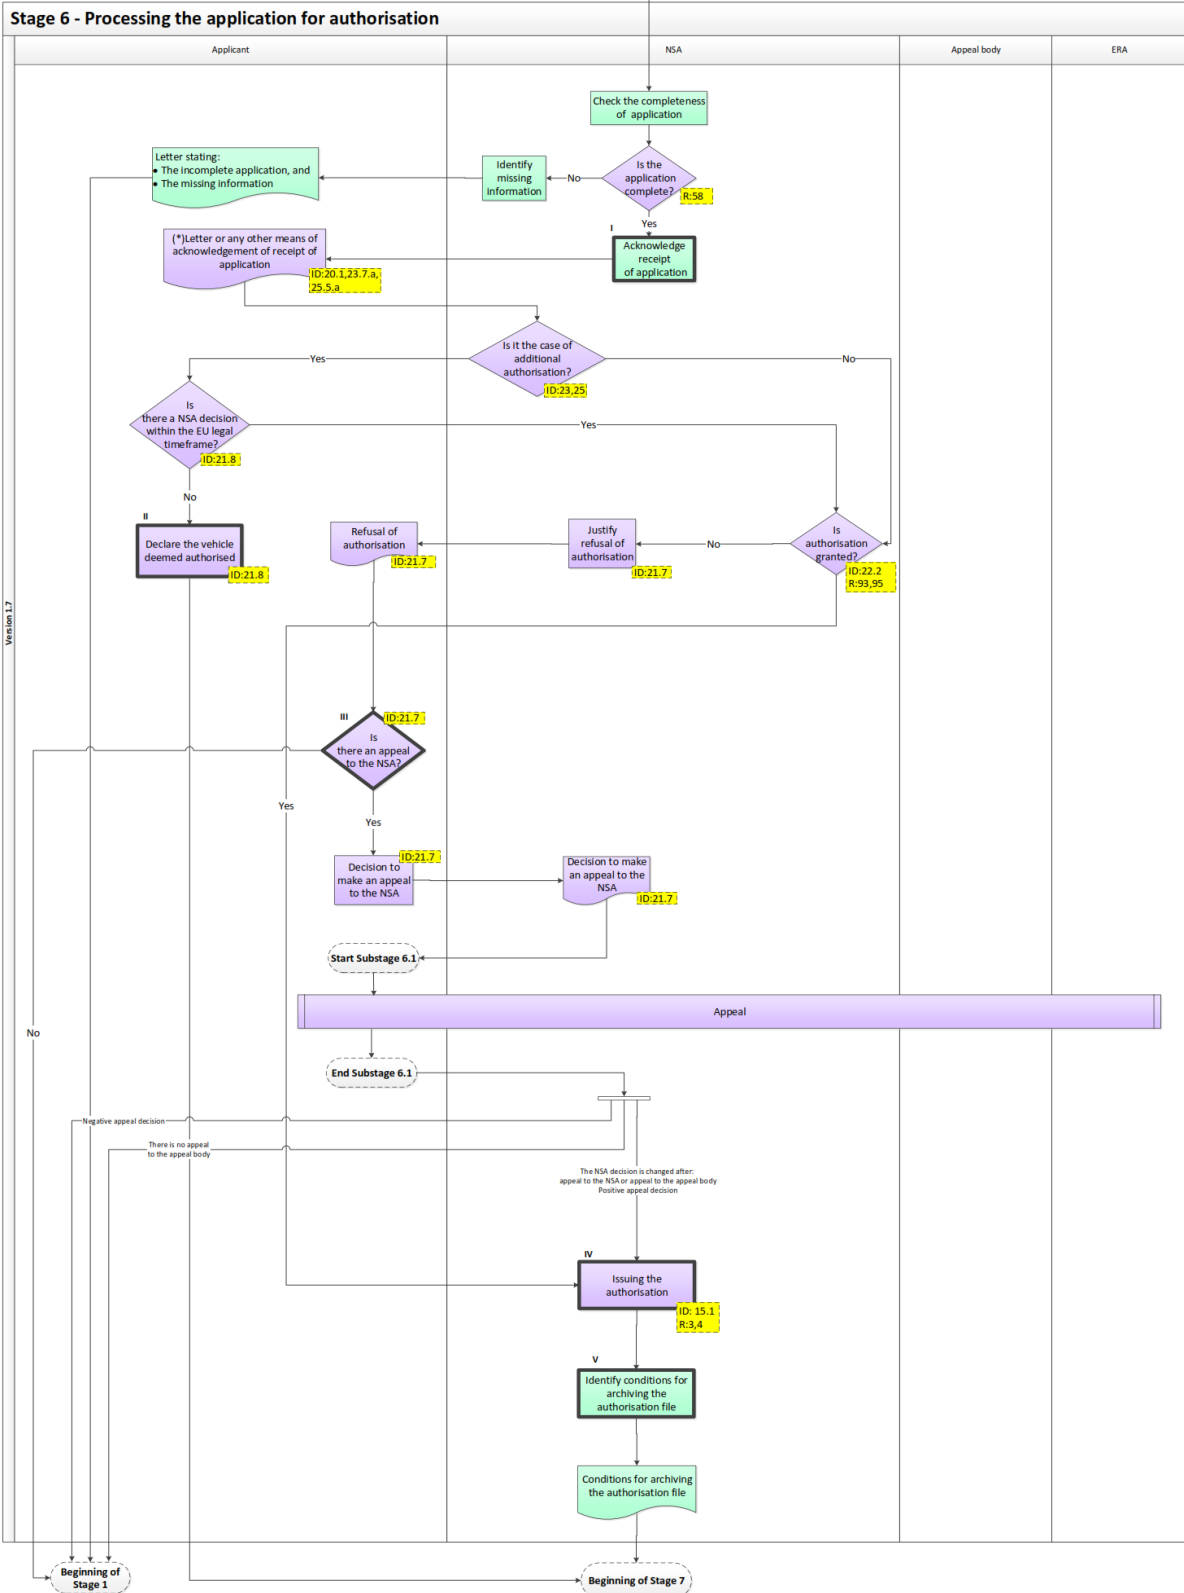 Stage 6 - Processing the application for authorisation
Applicant
NSA
Appeal body
ERA
Version 1.7
Check the completeness
of application
Letter stating:
• The incomplete application, and
• The missing information
Identify
missing
information
No
Is the
application
complete?
R:58
Yes
(*)Letter or any other means of
acknowledgement of receipt of
application
ID:20.1,23.7.a,
25.5.a
I
Acknowledge
receipt
of application
Is it the case of
additional
authorisation?
ID:23,25
Yes
No
Is
there a NSA decision
within the EU legal
timeframe?
ID:21.8
Yes
No
II
Declare the vehicle
deemed authorised
ID:21.8
Refusal of
authorisation
ID:21.7
Justify
refusal of
authorisation
ID:21.7
No
Is
authorisation
granted?
ID:22.2
R:93,95
III
ID:21.7
Is
there an appeal
to the NSA?
Yes
Yes
ID:21.7
Decision to
make an appeal
to the NSA
Decision to make
an appeal to the
NSA
ID:21.7
Start Substage 6.1
Appeal
No
End Substage 6.1
Negative appeal decision
There is no appeal
to the appeal body
The NSA decision is changed after:
appeal to the NSA or appeal to the appeal body
Positive appeal decision
IV
Issuing the
authorisation
ID: 15.1
R:3,4
V
Identify conditions for
archiving the
authorisation file
Conditions for archiving
the authorisation file
Beginning of
Stage 1
Beginning of Stage 7